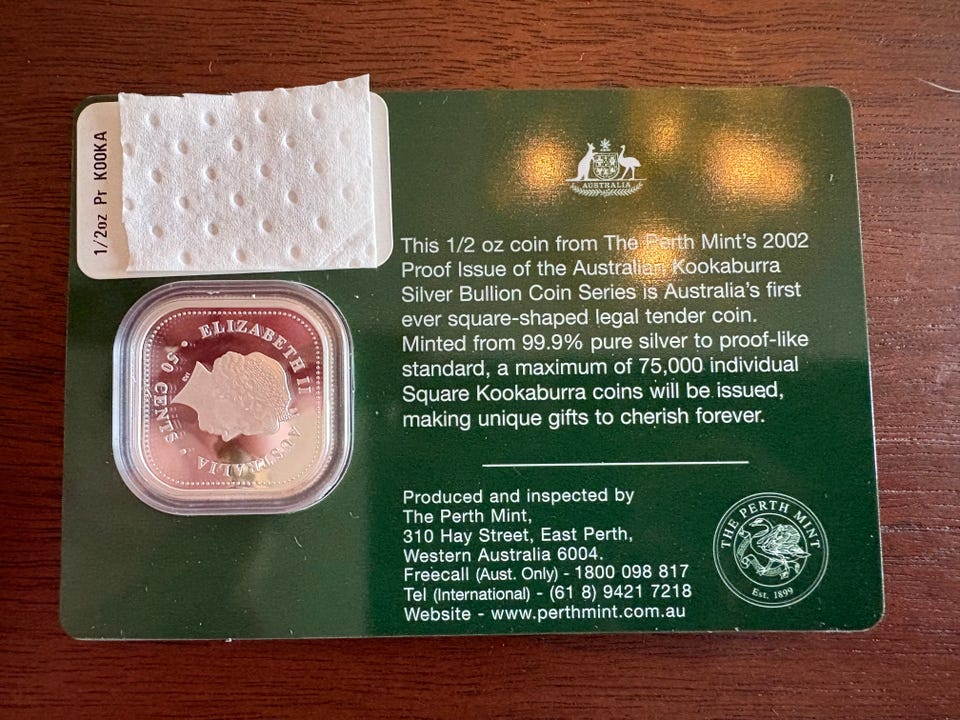 1/2oz Pr KOOKA
AUSTRALIA
This 1/2 oz coin from The Perth Mint's 2002
Proof Issue of the Australian Kookaburra
Silver Bullion Coin Series is Australia's first
ever square-shaped legal tender coin.
Minted from 99.9% pure silver to proof-like
standard, a maximum of 75,000 individual
Square Kookaburra coins will be issued,
making unique gifts to cherish forever.
ELIZABETH II
AUSTRALIA
50 CENTS
Produced and inspected by
The Perth Mint,
310 Hay Street, East Perth,
Western Australia 6004.
Freecall (Aust. Only) - 1800 098 817
Tel (International) - (61 8) 9421 7218
Website - www.perthmint.com.au
THE PERTH MINT
Est. 1899